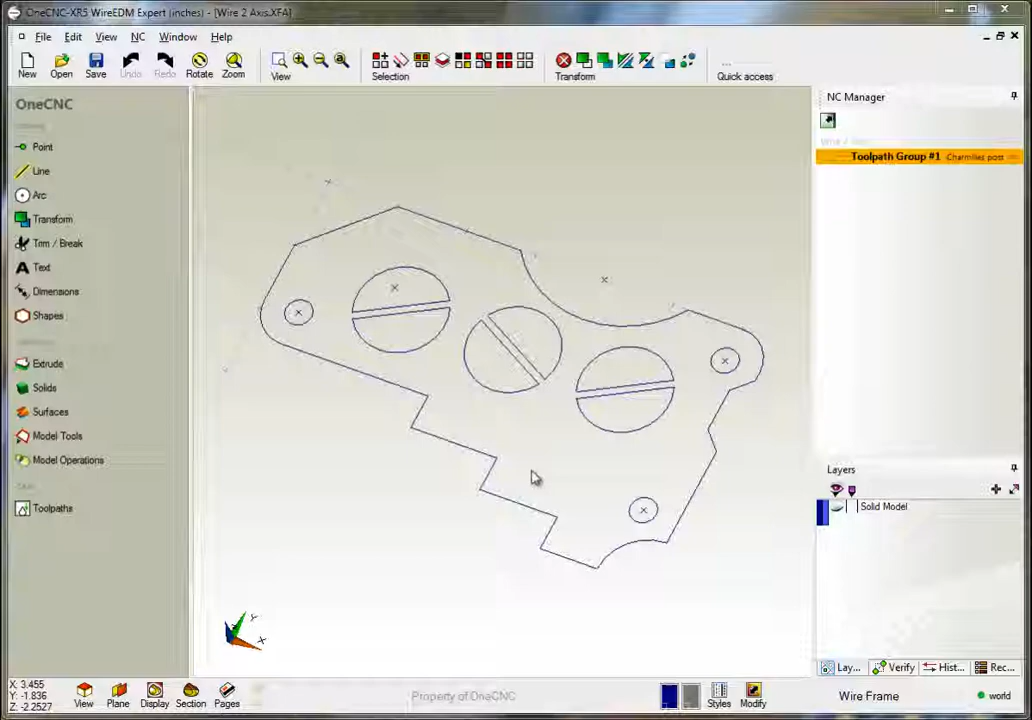 OneCNC-XR5 WireEDM Expert (inches) - [Wire 2 Axis.XFA]
File Edit View NC Window Help
New Open Save Undo Redo Rotate Zoom View Selection Transform Quick access
OneCNC
Point
Line
Arc
Transform
Trim / Break
Text
Dimensions
Shapes
Extrude
Solids
Surfaces
Model Tools
Model Operations
Toolpaths
NC Manager
Toolpath Group #1 Charmilles post
Layers
Solid Model
Lay... Verify Hist... Rec...
Y
X
X: 3.455
Y: -1.836
Z: -2.2527
View Plane Display Section Pages
Property of OneCNC
Styles Modify
Wire Frame
world